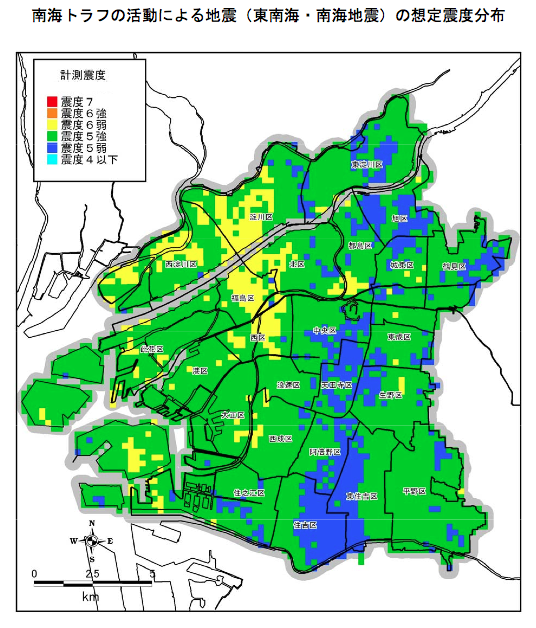 南海トラフの活動による地震（東南海・南海地震）の想定震度分布
計測震度
震度７
震度６強
震度６弱
震度５強
震度５弱
震度４以下
東淀川区
淀川区
旭区
都島区
西淀川区
北区
城東区
鶴見区
福島区
中央区
西区
東成区
此花区
港区
浪速区
天王寺区
生野区
大正区
西成区
阿倍野区
住之江区
東住吉区
平野区
住吉区
N
W E
S
0 2.5 5
km